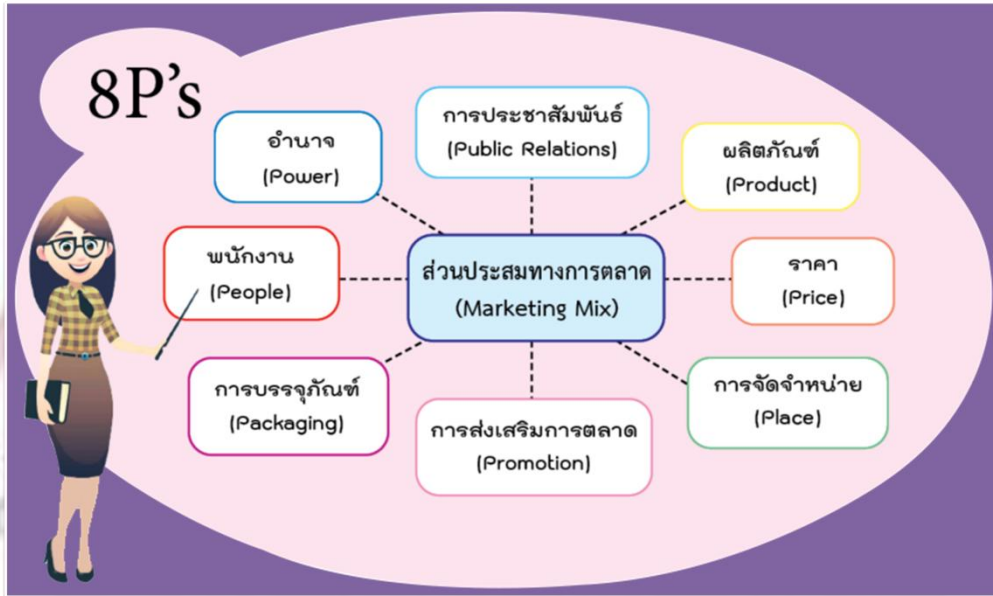 8P's
การประชาสัมพันธ์
(Public Relations)
อำนาจ
(Power)
ผลิตภัณฑ์
(Product)
พนักงาน
(People)
ส่วนประสมทางการตลาด
(Marketing Mix)
ราคา
(Price)
การบรรจุภัณฑ์
(Packaging)
การส่งเสริมการตลาด
(Promotion)
การจัดจำหน่าย
(Place)